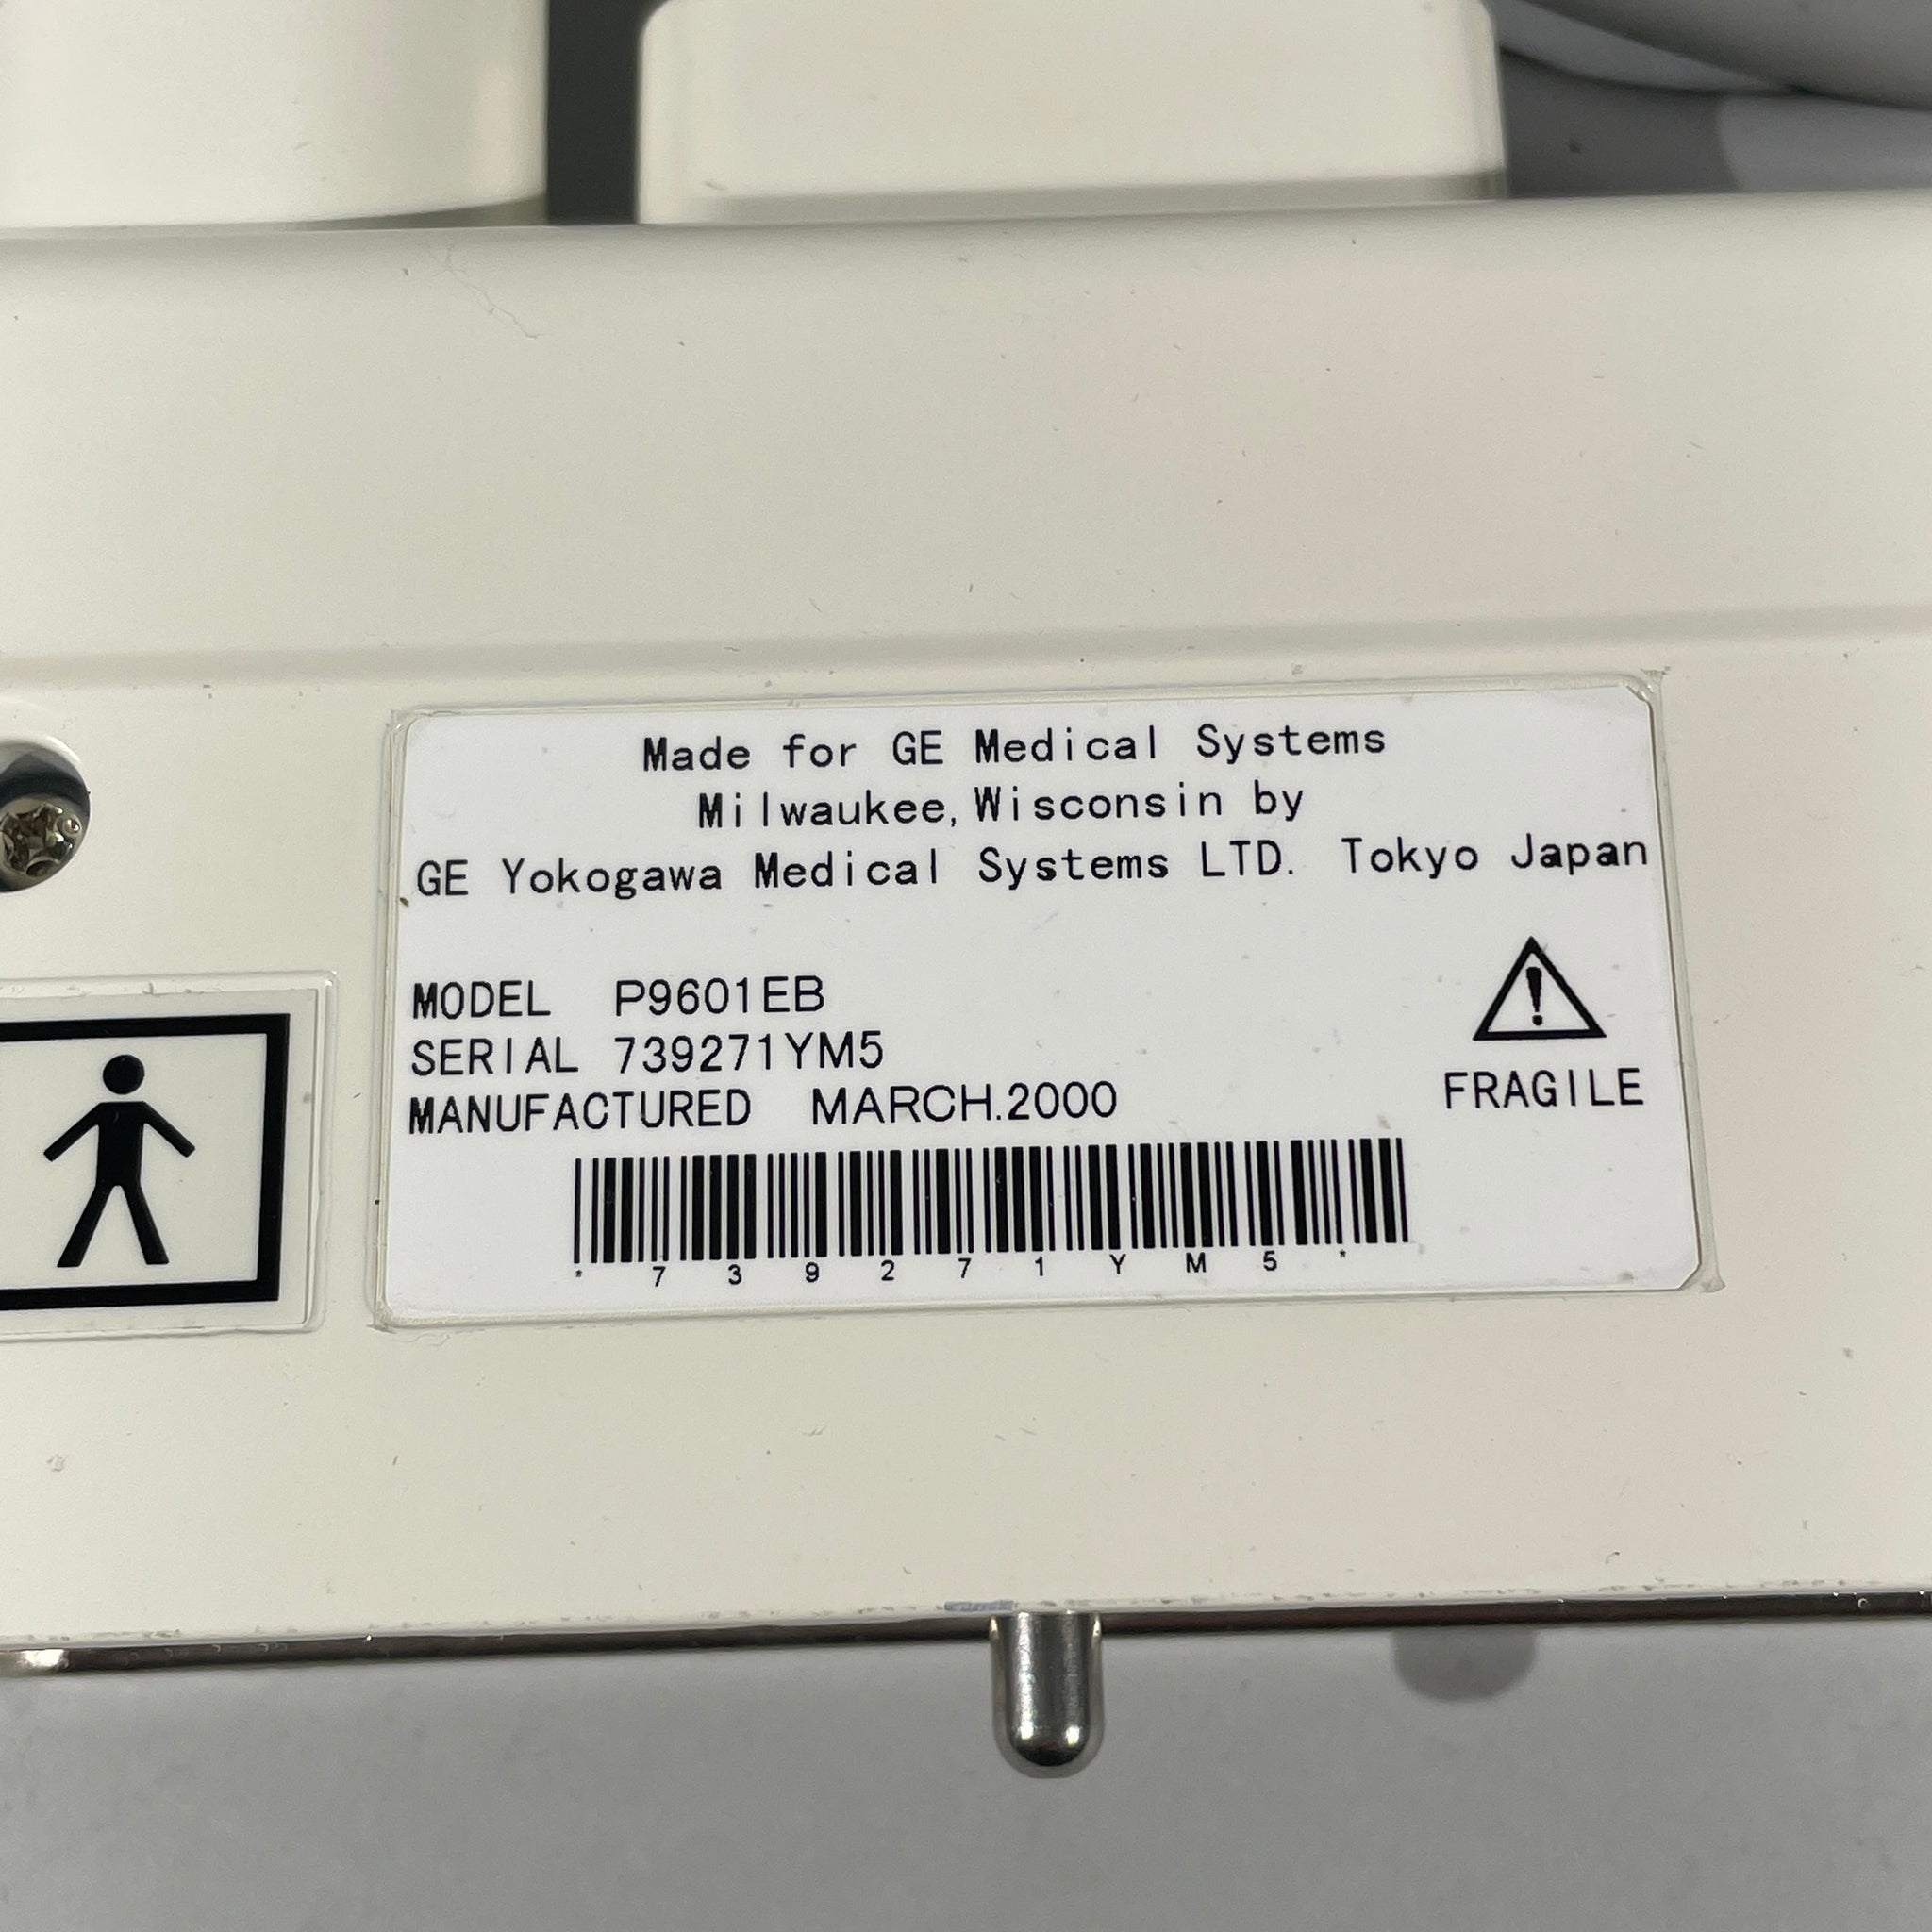 Made for GE Medical Systems
Milwaukee, Wisconsin by
GE Yokogawa Medical Systems LTD. Tokyo Japan
MODEL P9601EB
SERIAL 739271YM5
MANUFACTURED MARCH.2000
FRAGILE
* 7 3 9 2 7 1 Y M 5 *